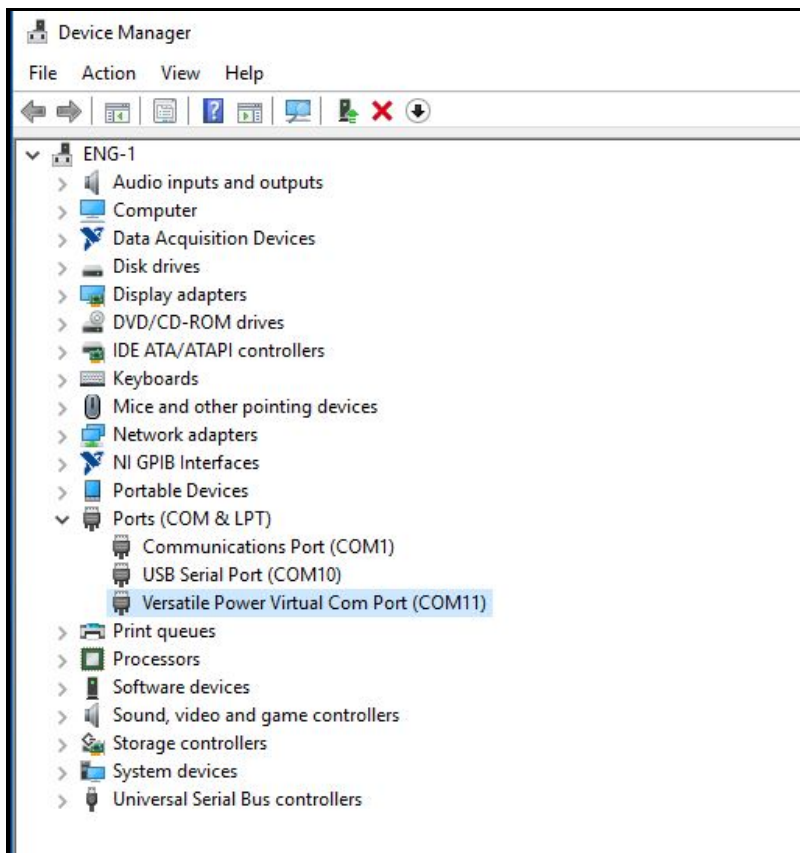 Device Manager
File Action View Help
ENG-1
Audio inputs and outputs
Computer
Data Acquisition Devices
Disk drives
Display adapters
DVD/CD-ROM drives
IDE ATA/ATAPI controllers
Keyboards
Mice and other pointing devices
Network adapters
NI GPIB Interfaces
Portable Devices
Ports (COM & LPT)
Communications Port (COM1)
USB Serial Port (COM10)
Versatile Power Virtual Com Port (COM11)
Print queues
Processors
Software devices
Sound, video and game controllers
Storage controllers
System devices
Universal Serial Bus controllers